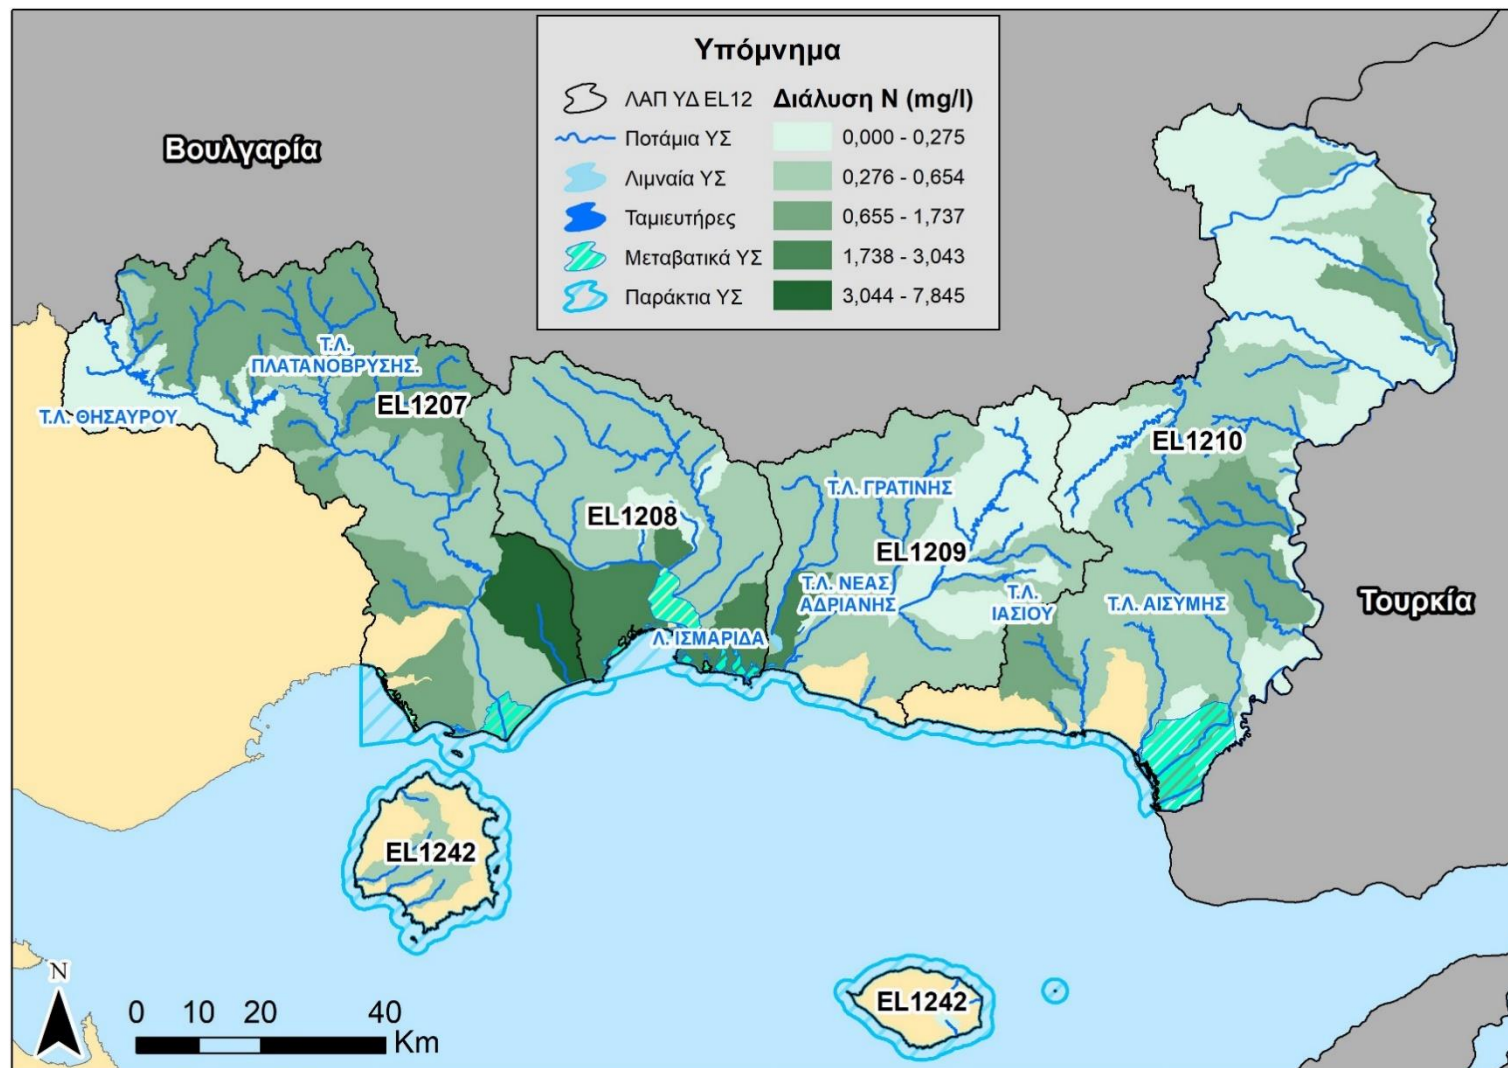 Υπόμνημα
ΛΑΠ ΥΔ EL12
Ποτάμια ΥΣ
Λιμναία ΥΣ
Ταμιευτήρες
Μεταβατικά ΥΣ
Παράκτια ΥΣ
Διάλυση N (mg/l)
0,000 - 0,275
0,276 - 0,654
0,655 - 1,737
1,738 - 3,043
3,044 - 7,845
Βουλγαρία
Τ.Λ.
ΠΛΑΤΑΝΟΒΡΥΣΗΣ.
EL1207
Τ.Λ. ΘΗΣΑΥΡΟΥ
EL1210
Τ.Λ. ΓΡΑΤΙΝΗΣ
EL1208
EL1209
Τ.Λ. ΝΕΑΣ
ΑΔΡΙΑΝΗΣ
Τ.Λ.
ΙΑΣΙΟΥ
Τ.Λ. ΑΙΣΥΜΗΣ
Τουρκία
Λ. ΙΣΜΑΡΙΔΑ
EL1242
EL1242
N
0 10 20 40
Km